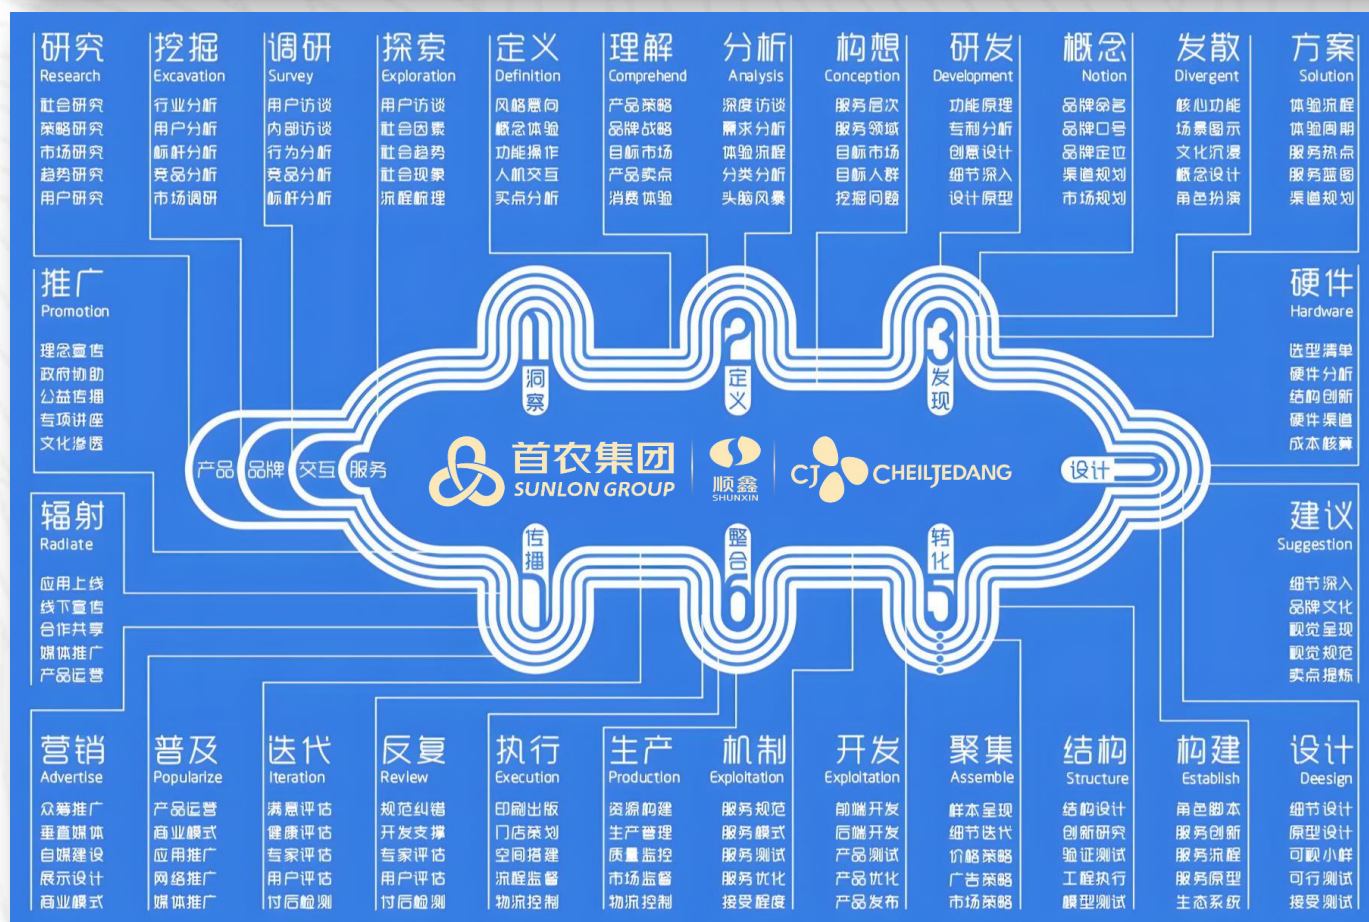 研究
Research
社会研究
策略研究
市场研究
趋势研究
用户研究
挖掘
Excavation
行业分析
用户分析
标杆分析
竞品分析
市场调研
调研
Survey
用户访谈
内部访谈
行为分析
竞品分析
标杆分析
探索
Exploration
用户访谈
社会因素
社会趋势
社会现象
流程梳理
定义
Definition
风格意向
概念体验
功能操作
人机交互
买点分析
理解
Comprehend
产品策略
品牌战略
目标市场
产品卖点
消费体验
分析
Analysis
深度访谈
需求分析
体验流程
分类分析
头脑风暴
构想
Conception
服务层次
服务领域
目标市场
目标人群
挖掘问题
研发
Development
功能原理
专利分析
创意设计
细节深入
设计原型
概念
Notion
品牌命名
品牌口号
品牌定位
渠道规划
市场规划
发散
Divergent
核心功能
场景图示
文化沉浸
概念设计
角色扮演
方案
Solution
体验流程
体验周期
服务热点
服务蓝图
渠道规划
推广
Promotion
理念宣传
政府协助
公益传播
专项讲座
文化渗透
硬件
Hardware
选型清单
硬件分析
结构创新
硬件渠道
成本核算
1
洞察
2
定义
3
发现
产品
品牌
交互
服务
首农集团
SUNLON GROUP
顺鑫
SHUNXIN
CJ CHEILJEDANG
设计
传播
整合
6
转化
5
辐射
Radiate
应用上线
线下宣传
合作共享
媒体推广
产品运营
建议
Suggestion
细节深入
品牌文化
视觉呈现
视觉规范
卖点提炼
营销
Advertise
众筹推广
垂直媒体
自媒建设
展示设计
商业模式
普及
Popularize
产品运营
商业模式
应用推广
网络推广
媒体推广
迭代
Iteration
满意评估
健康评估
专家评估
用户评估
付后检测
反复
Review
规范纠错
开发支撑
专家评估
用户评估
付后检测
执行
Execution
印刷出版
门店策划
空间搭建
流程监督
物流控制
生产
Production
资源构建
生产管理
质量监控
市场监督
物流控制
机制
Exploitation
服务规范
服务模式
服务测试
服务优化
接受程度
开发
Exploitation
前端开发
后端开发
产品测试
产品优化
产品发布
聚集
Assemble
样本呈现
细节迭代
价格策略
广告策略
市场策略
结构
Structure
结构设计
创新研究
验证测试
工程执行
模型测试
构建
Establish
角色脚本
服务创新
服务流程
服务原型
生态系统
设计
Deesign
细节设计
原型设计
可视小样
可行测试
接受测试